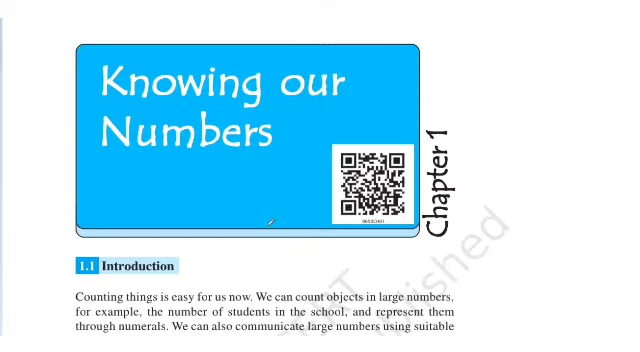 Knowing our
Numbers
Chapter 1
0650CH01
1.1 Introduction
Counting things is easy for us now. We can count objects in large numbers,
for example, the number of students in the school, and represent them
through numerals. We can also communicate large numbers using suitable